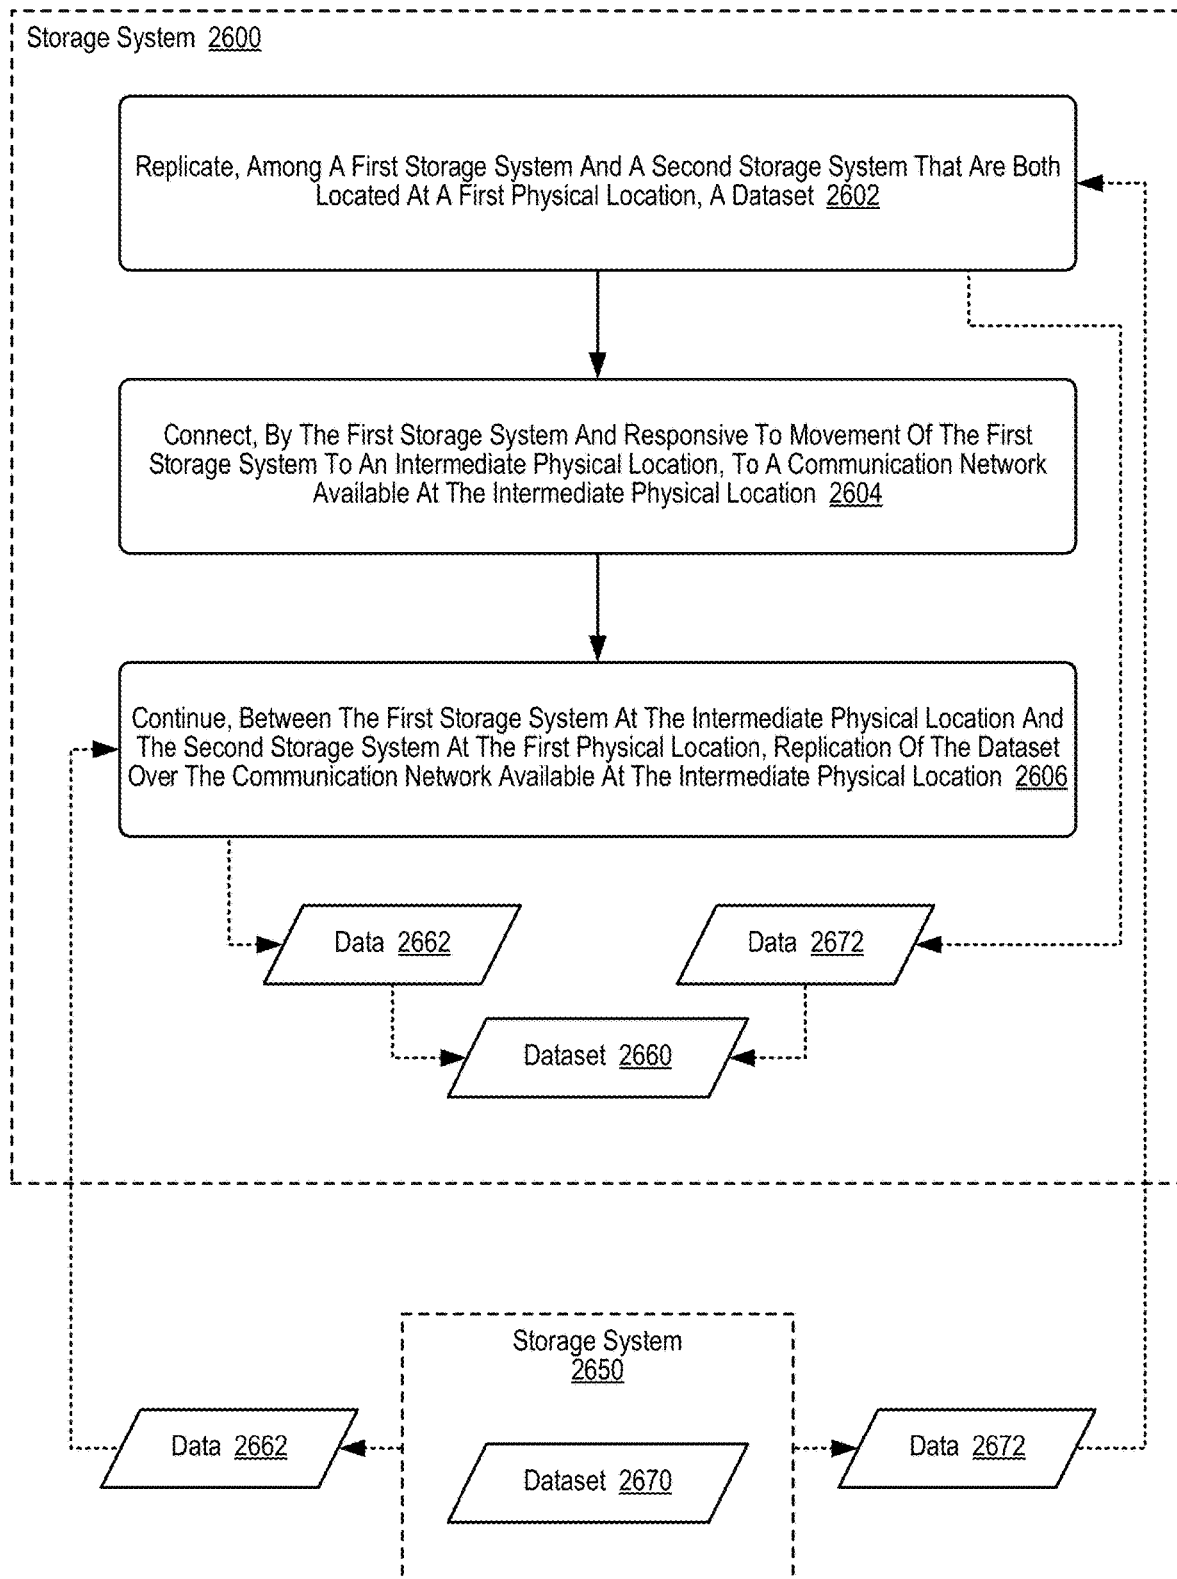 Storage System 2600
Replicate, Among A First Storage System And A Second Storage System That Are Both
Located At A First Physical Location, A Dataset 2602
Connect, By The First Storage System And Responsive To Movement Of The First
Storage System To An Intermediate Physical Location, To A Communication Network
Available At The Intermediate Physical Location 2604
Continue, Between The First Storage System At The Intermediate Physical Location And
The Second Storage System At The First Physical Location, Replication Of The Dataset
Over The Communication Network Available At The Intermediate Physical Location 2606
Data 2662
Data 2672
Dataset 2660
Storage System
2650
Data 2662
Data 2672
Dataset 2670